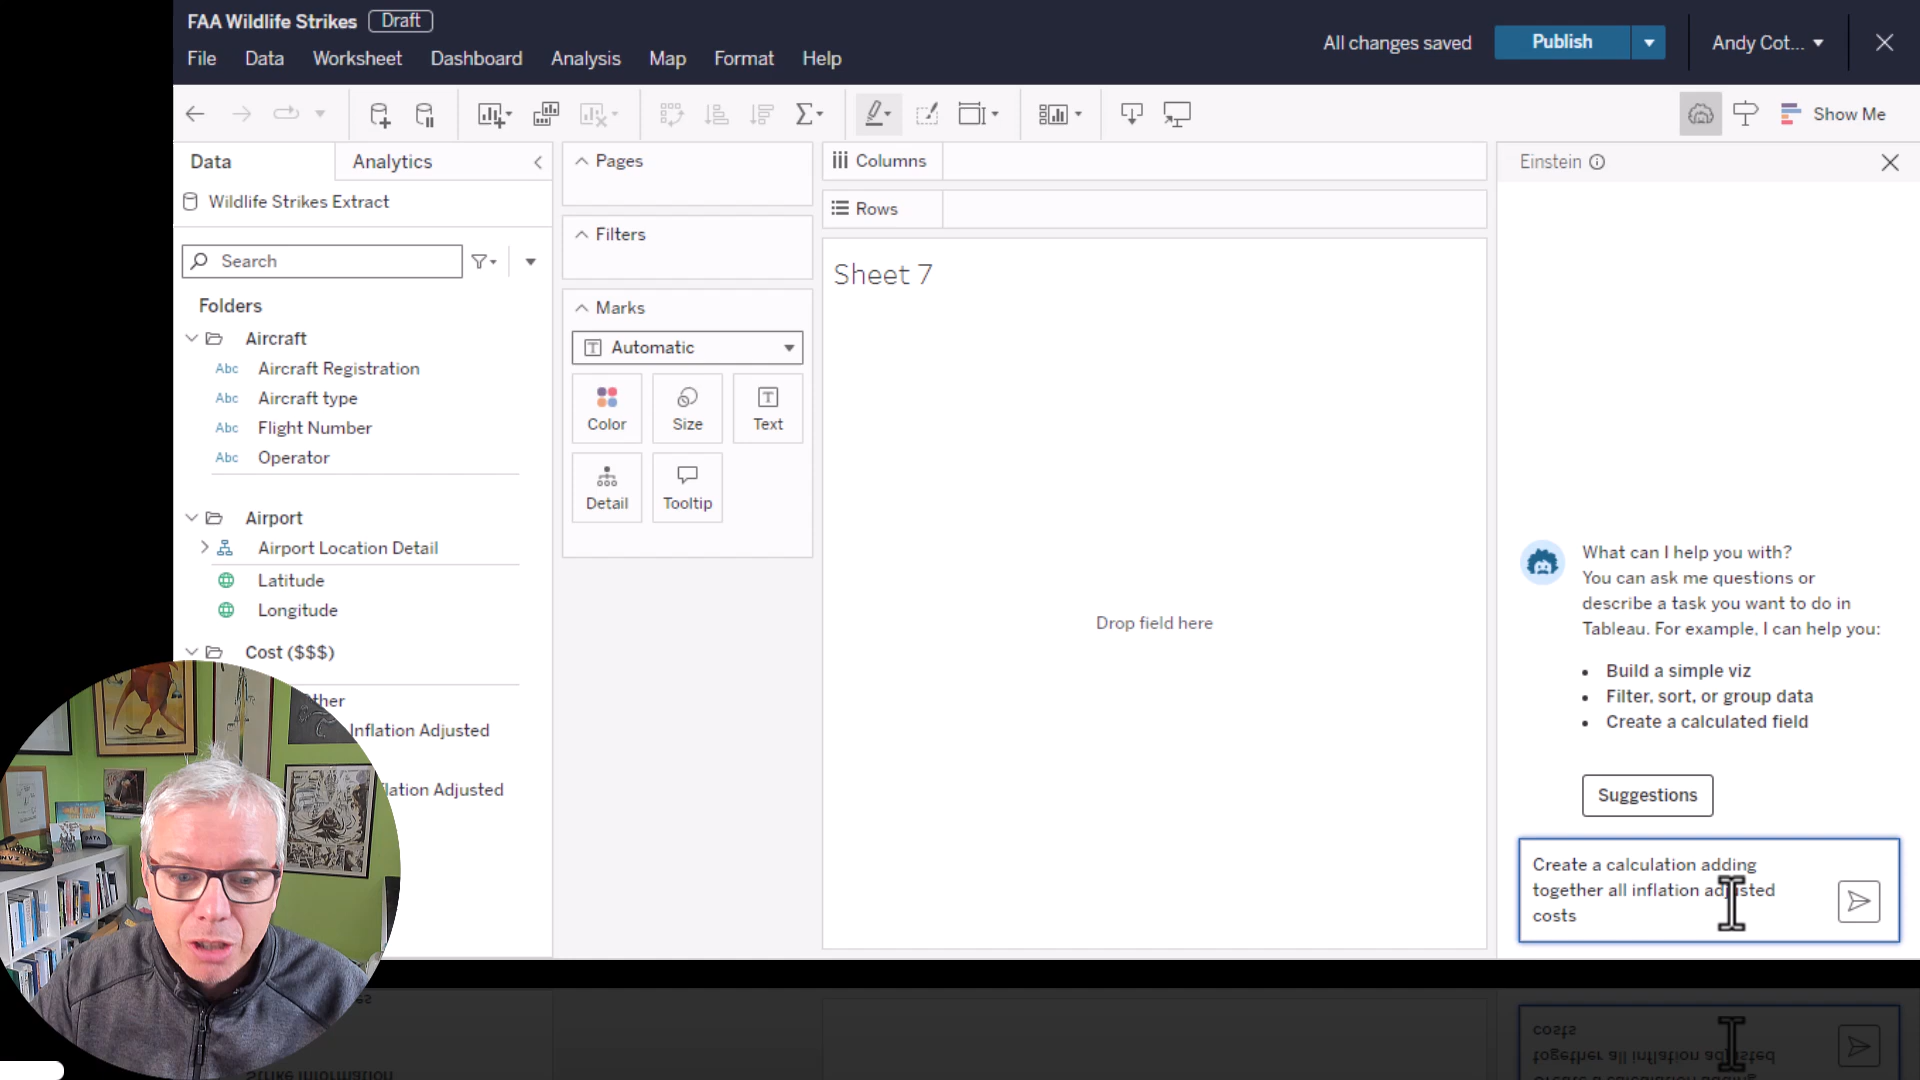 FAA Wildlife Strikes
Draft
File
Data
Worksheet
Dashboard
Analysis
Map
Format
Help
All changes saved
Publish
Andy Cot...
Show Me
Data
Analytics
Wildlife Strikes Extract
Search
Folders
Aircraft
Abc Aircraft Registration
Abc Aircraft type
Abc Flight Number
Abc Operator
Airport
Airport Location Detail
Latitude
Longitude
Cost ($$$)
ther
Inflation Adjusted
lation Adjusted
Pages
Filters
Marks
Automatic
Color
Size
Text
Detail
Tooltip
Columns
Rows
Sheet 7
Drop field here
Einstein
What can I help you with?
You can ask me questions or
describe a task you want to do in
Tableau. For example, I can help you:
• Build a simple viz
• Filter, sort, or group data
• Create a calculated field
Suggestions
Create a calculation adding
together all inflation adjusted
costs